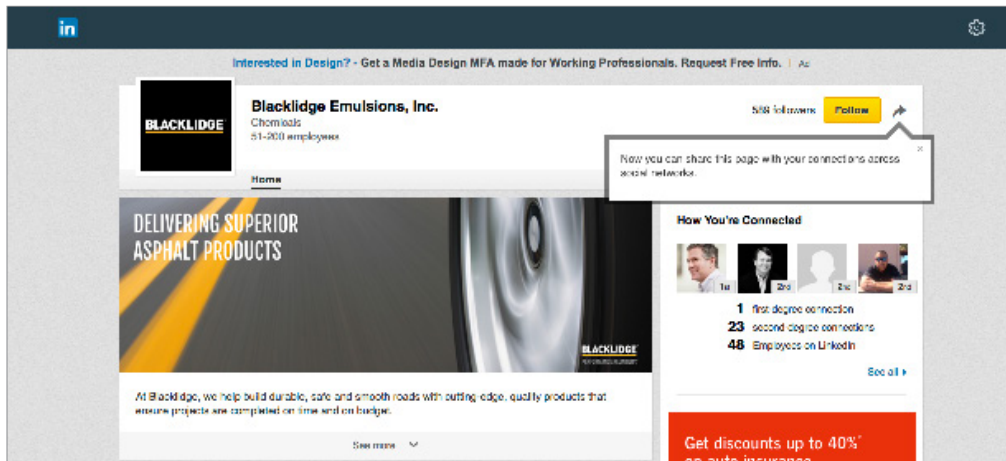 in
Interested in Design? - Get a Media Design MFA made for Working Professionals. Request Free Info. | Ad
BLACKLIDGE
Blacklidge Emulsions, Inc.
Chemicals
51-200 employees
589 followers
Follow
Now you can share this page with your connections across
social networks.
×
Home
DELIVERING SUPERIOR
ASPHALT PRODUCTS
BLACKLIDGE
How You're Connected
1st
2nd
2nd
2nd
1 first-degree connection
23 second-degree connections
48 Employees on LinkedIn
See all
At Blacklidge, we help build durable, safe and smooth roads with cutting-edge, quality products that
ensure projects are completed on time and on budget.
See more
Get discounts up to 40%*
on auto insurance